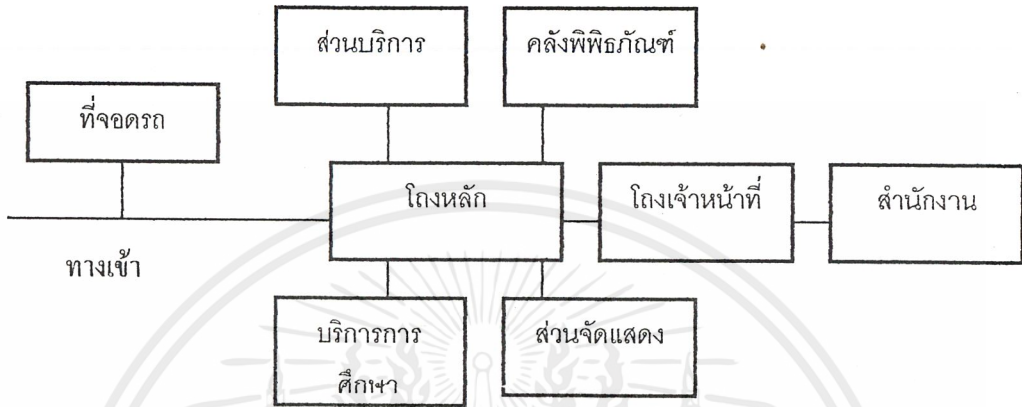 ส่วนบริการ
คลังพิพิธภัณฑ์
ที่จอดรถ
โถงหลัก
โถงเจ้าหน้าที่
สำนักงาน
ทางเข้า
บริการการ
ศึกษา
ส่วนจัดแสดง